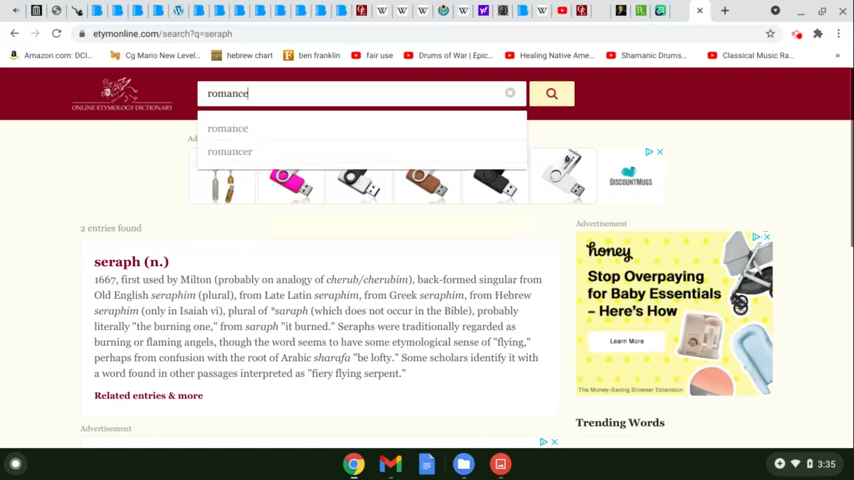 etymonline.com/search?q=seraph
Amazon.com: DCI...
Cg Mario New Level...
hebrew chart
ben franklin
fair use
Drums of War | Epic...
Healing Native Ame...
Shamanic Drums...
Classical Music Ra...
»
ONLINE ETYMOLOGY DICTIONARY
romance
romance
romancer
DISCOUNTMUGS
2 entries found
Advertisement
seraph (n.)
1667, first used by Milton (probably on analogy of cherub/cherubim), back-formed singular from
Old English seraphim (plural), from Late Latin seraphim, from Greek seraphim, from Hebrew
seraphim (only in Isaiah vi), plural of *saraph (which does not occur in the Bible), probably
literally "the burning one," from saraph "it burned." Seraphs were traditionally regarded as
burning or flaming angels, though the word seems to have some etymological sense of "flying,"
perhaps from confusion with the root of Arabic sharafa "be lofty." Some scholars identify it with
a word found in other passages interpreted as "fiery flying serpent."
Related entries & more
Advertisement
honey
Stop Overpaying
for Baby Essentials
– Here's How
Learn More
The Money-Saving Browser Extension
Trending Words
3:35